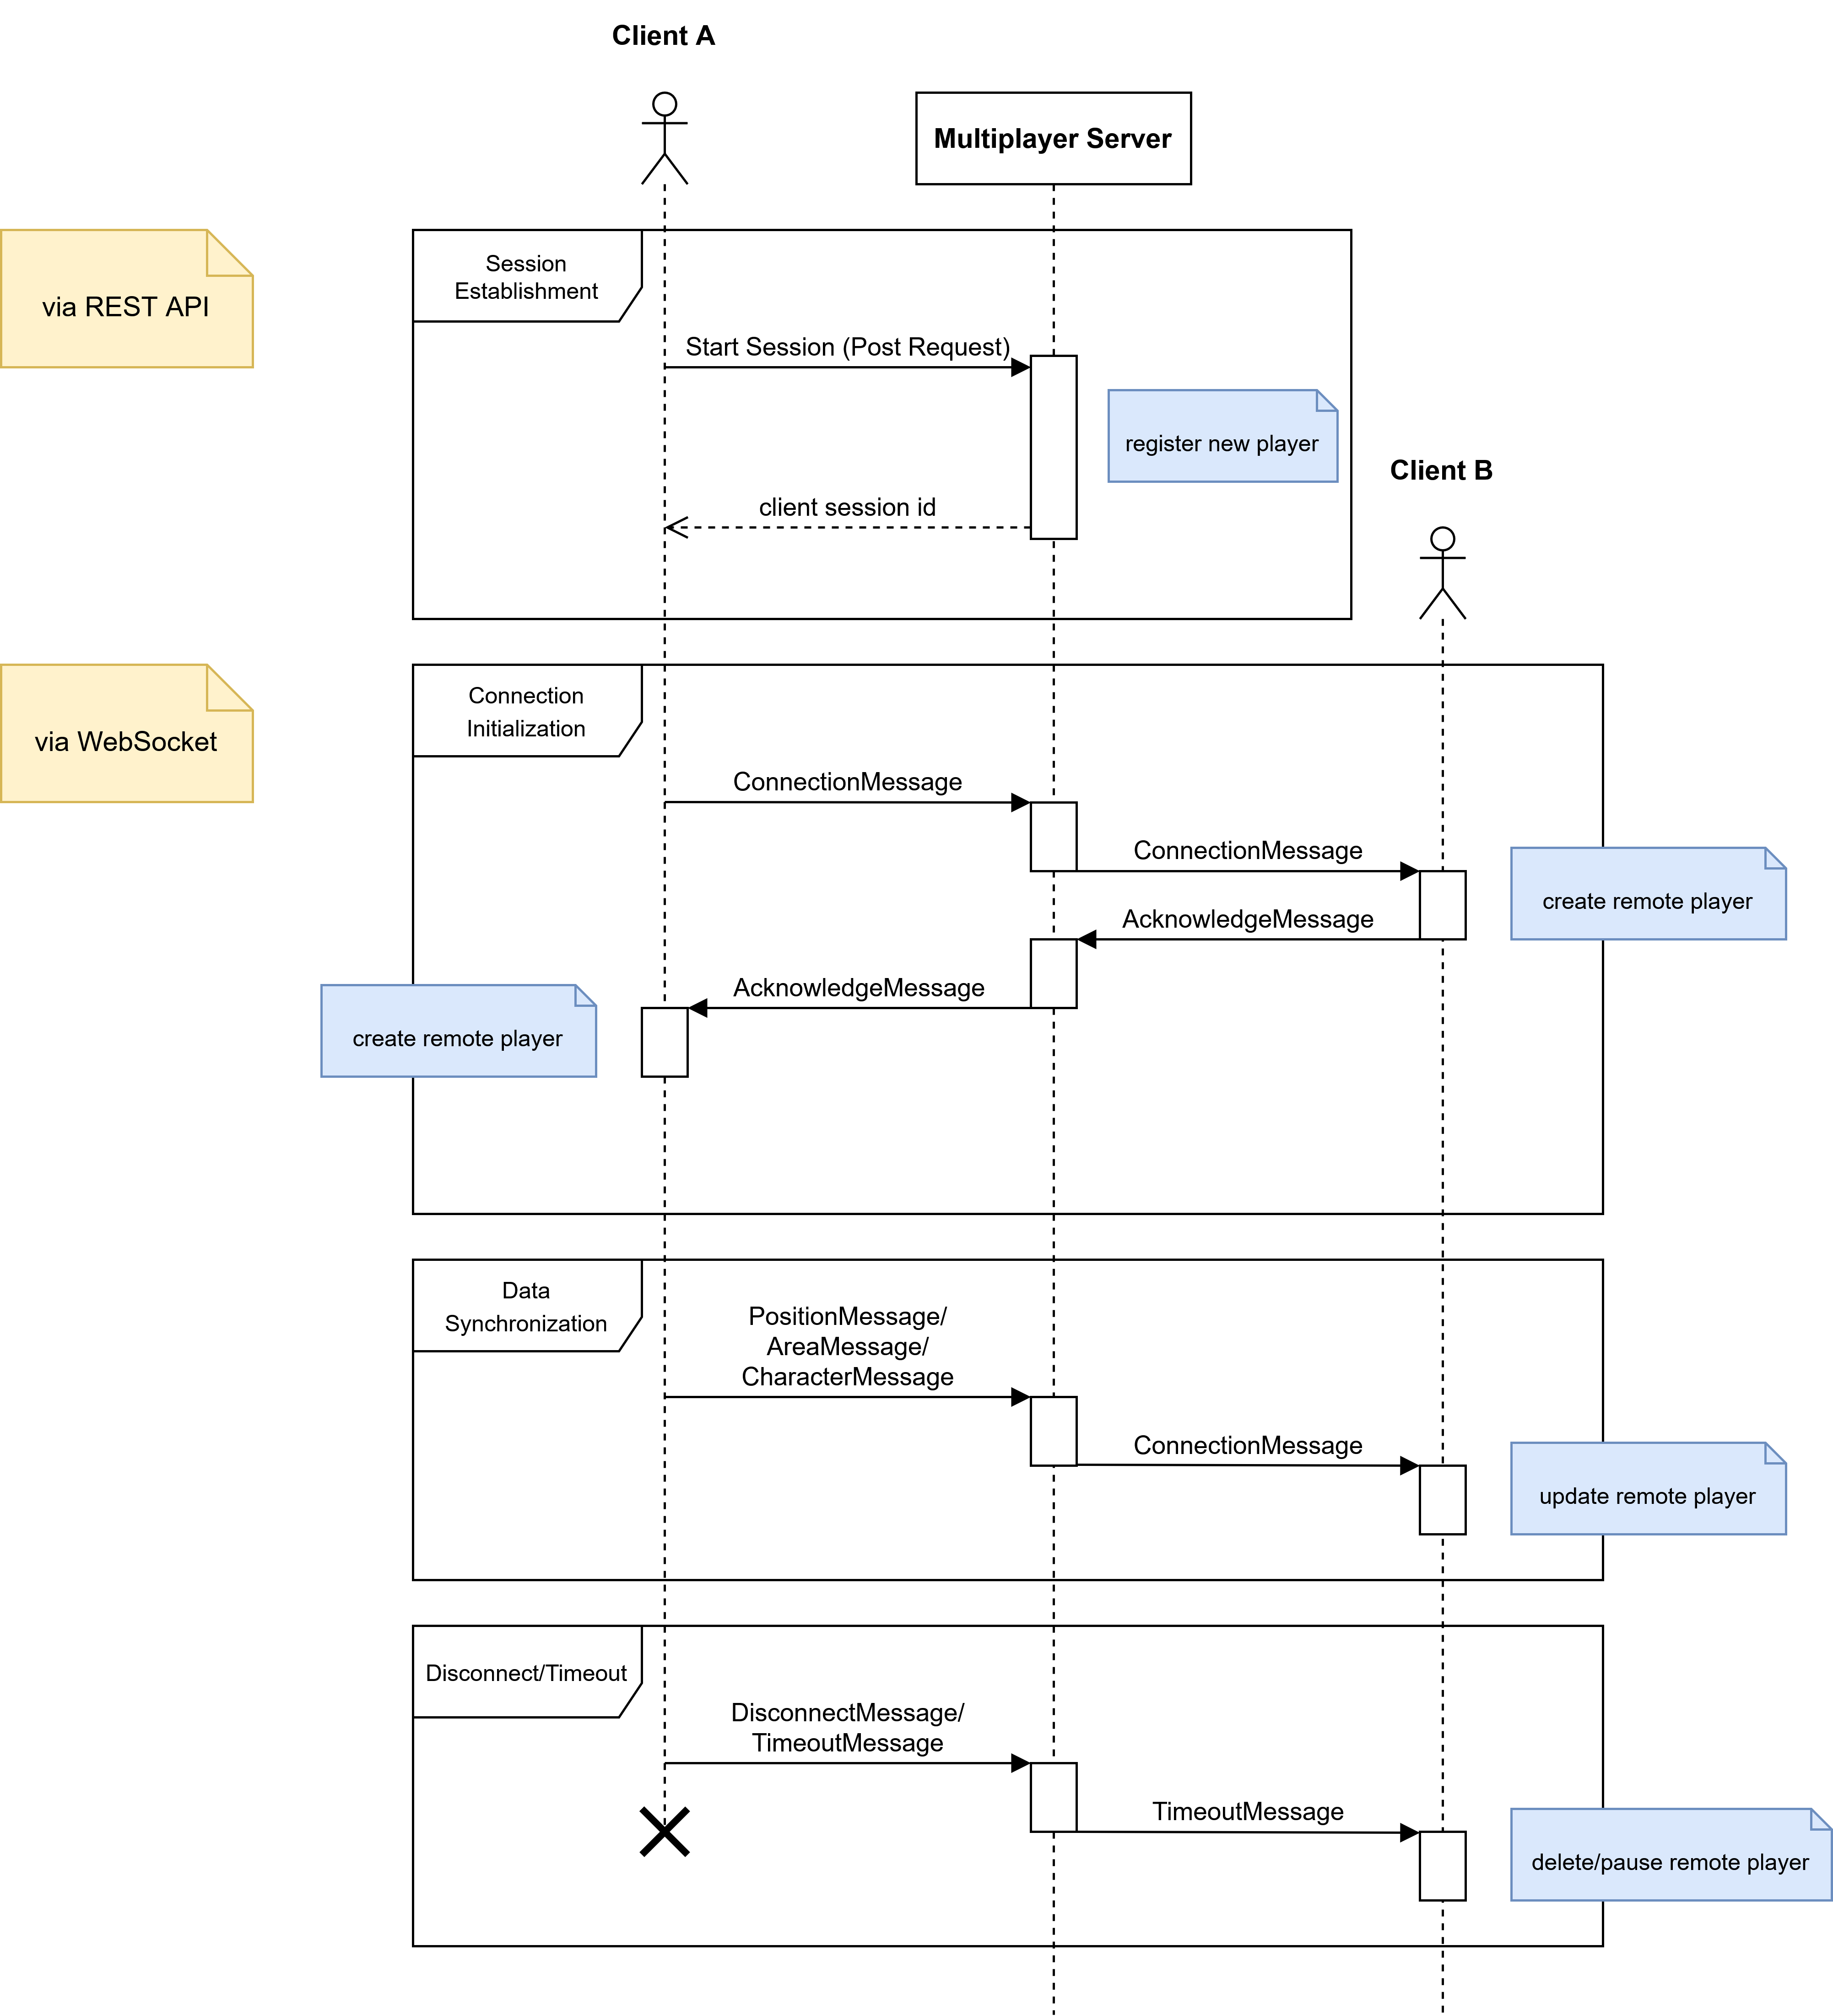 Client A
Multiplayer Server
via REST API
Session
Establishment
Start Session (Post Request)
register new player
client session id
Client B
via WebSocket
Connection
Initialization
ConnectionMessage
ConnectionMessage
create remote player
AcknowledgeMessage
AcknowledgeMessage
create remote player
Data
Synchronization
PositionMessage/
AreaMessage/
CharacterMessage
ConnectionMessage
update remote player
Disconnect/Timeout
DisconnectMessage/
TimeoutMessage
TimeoutMessage
delete/pause remote player